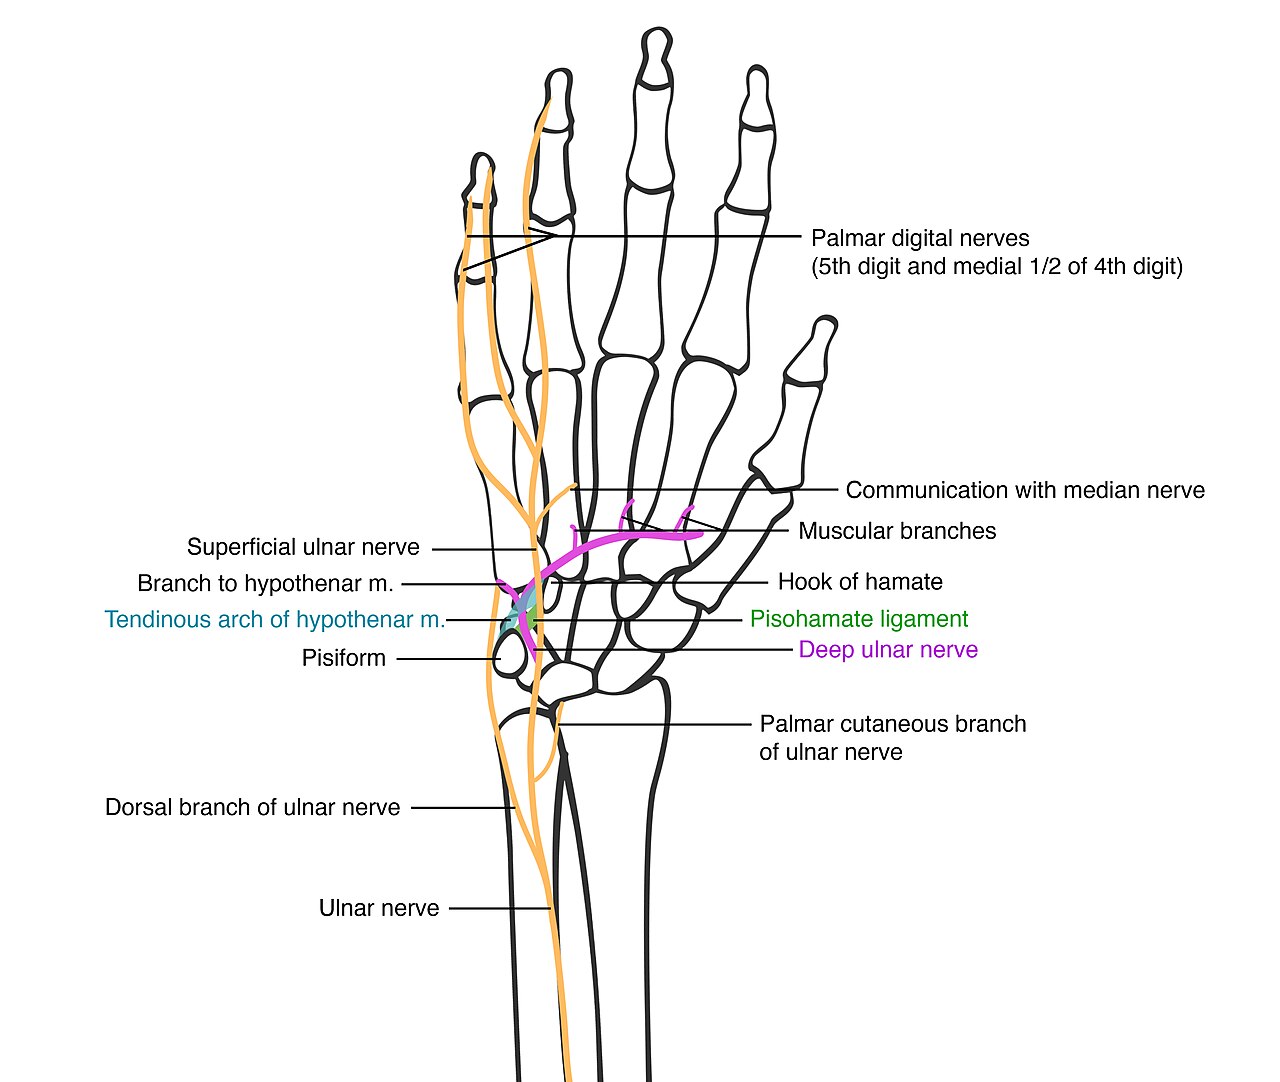 Palmar digital nerves
(5th digit and medial 1/2 of 4th digit)
Communication with median nerve
Muscular branches
Superficial ulnar nerve
Branch to hypothenar m.
Hook of hamate
Tendinous arch of hypothenar m.
Pisohamate ligament
Deep ulnar nerve
Pisiform
Palmar cutaneous branch
of ulnar nerve
Dorsal branch of ulnar nerve
Ulnar nerve